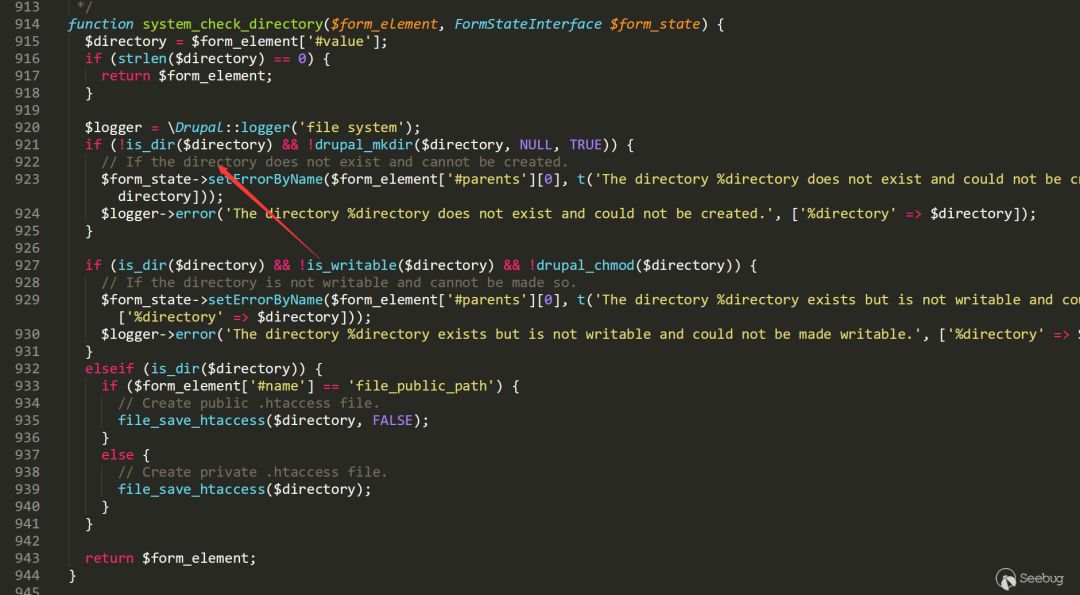 913 */
914 function system_check_directory($form_element, FormStateInterface $form_state) {
915 $directory = $form_element['#value'];
916 if (strlen($directory) == 0) {
917 return $form_element;
918 }
919
920 $logger = \Drupal::logger('file system');
921 if (!is_dir($directory) && !drupal_mkdir($directory, NULL, TRUE)) {
922 // If the directory does not exist and cannot be created.
923 $form_state->setErrorByName($form_element['#parents'][0], t('The directory %directory does not exist and could not be cr
directory]));
924 $logger->error('The directory %directory does not exist and could not be created.', ['%directory' => $directory]);
925 }
926
927 if (is_dir($directory) && !is_writable($directory) && !drupal_chmod($directory)) {
928 // If the directory is not writable and cannot be made so.
929 $form_state->setErrorByName($form_element['#parents'][0], t('The directory %directory exists but is not writable and cou
['%directory' => $directory]));
930 $logger->error('The directory %directory exists but is not writable and could not be made writable.', ['%directory' => $
931 }
932 elseif (is_dir($directory)) {
933 if ($form_element['#name'] == 'file_public_path') {
934 // Create public .htaccess file.
935 file_save_htaccess($directory, FALSE);
936 }
937 else {
938 // Create private .htaccess file.
939 file_save_htaccess($directory);
940 }
941 }
942
943 return $form_element;
944 }
945
Seebug